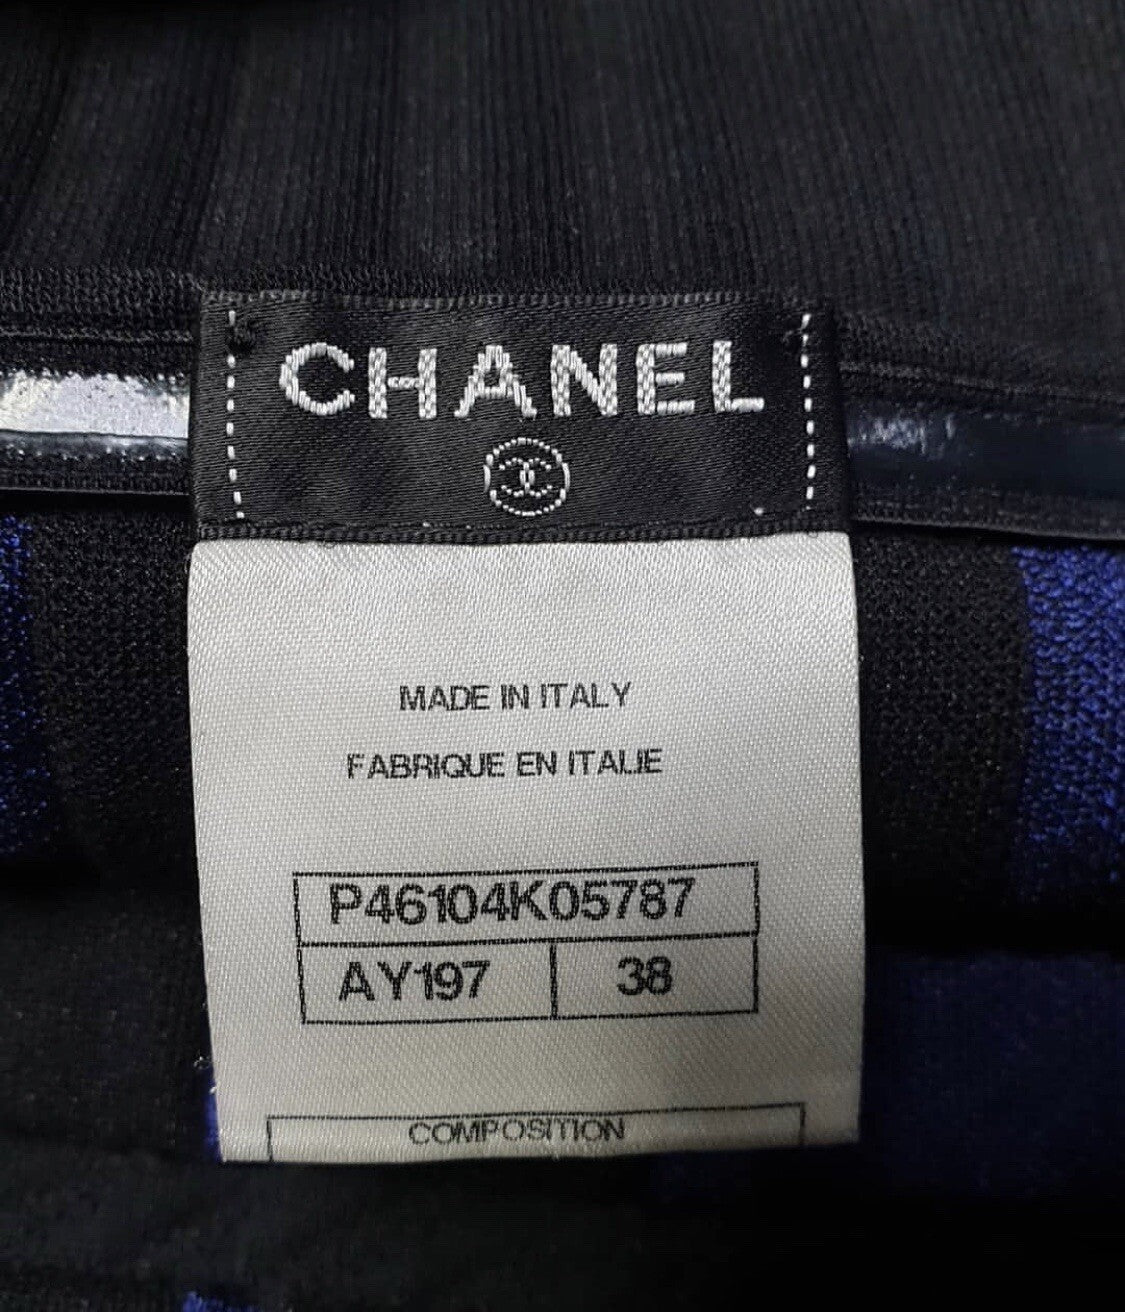 CHANEL
MADE IN ITALY
FABRIQUE EN ITALIE
P46104K05787
AY197 38
COMPOSITION